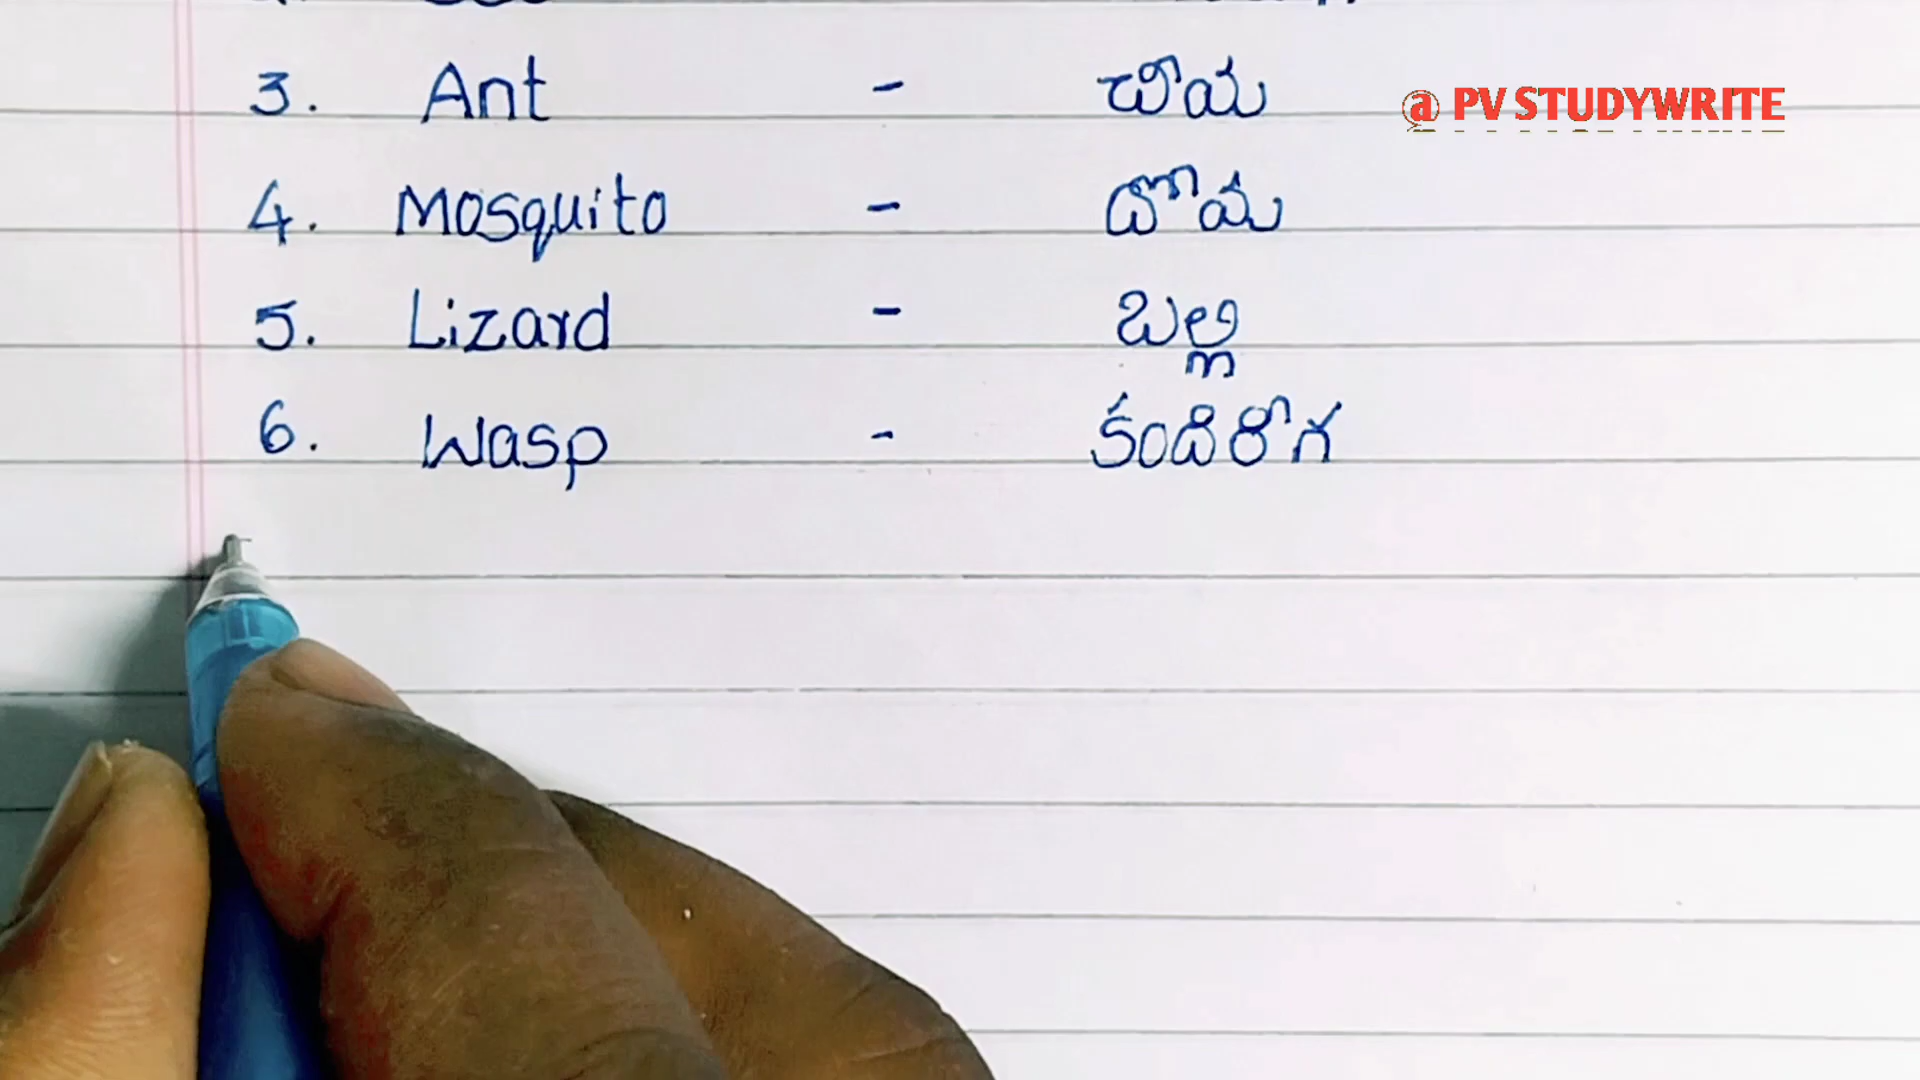 3. Ant - చీమ
@ PV STUDYWRITE
4. Mosquito - దోమ
5. Lizard - బల్లి
6. Wasp - కందిరీగ